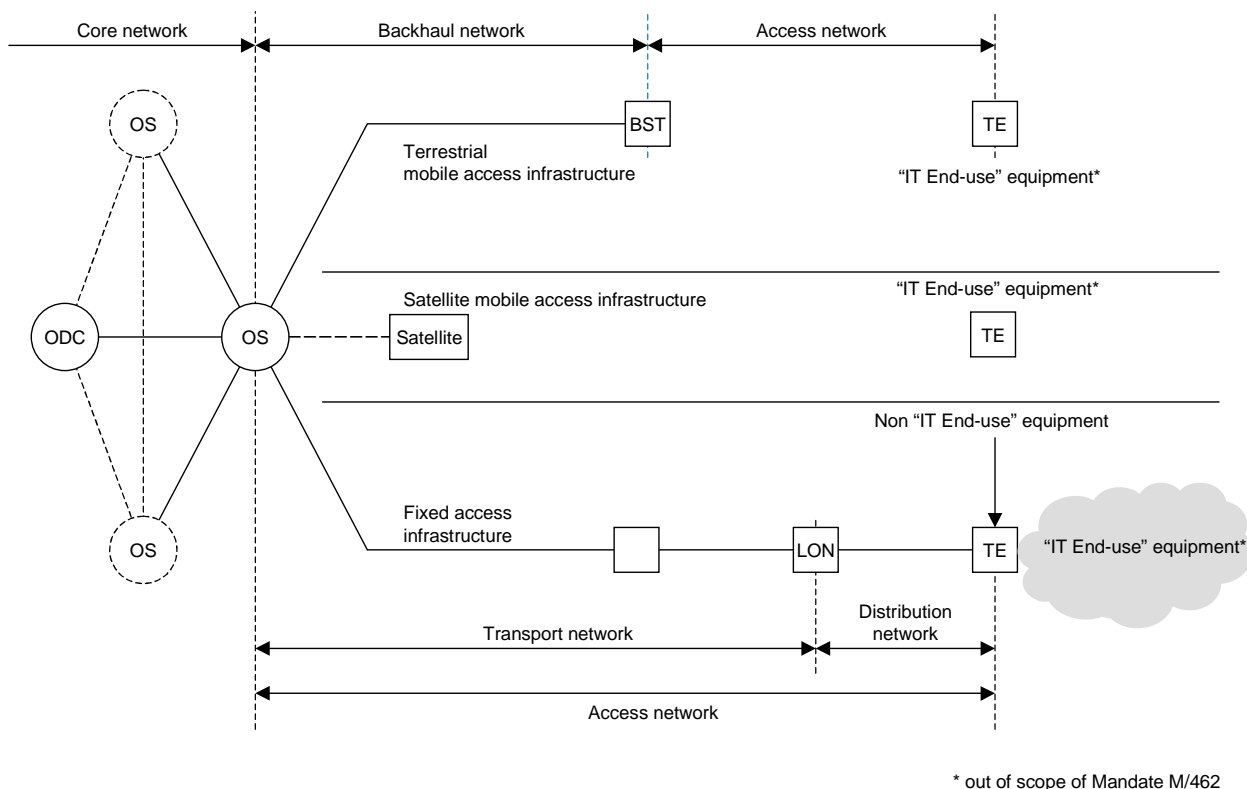 Core network
Backhaul network
Access network
OS
BST
TE
Terrestrial
mobile access infrastructure
“IT End-use” equipment*
“IT End-use” equipment*
Satellite mobile access infrastructure
ODC
OS
Satellite
TE
Non “IT End-use” equipment
Fixed access
infrastructure
OS
LON
TE
“IT End-use” equipment*
Transport network
Distribution
network
Access network
* out of scope of Mandate M/462